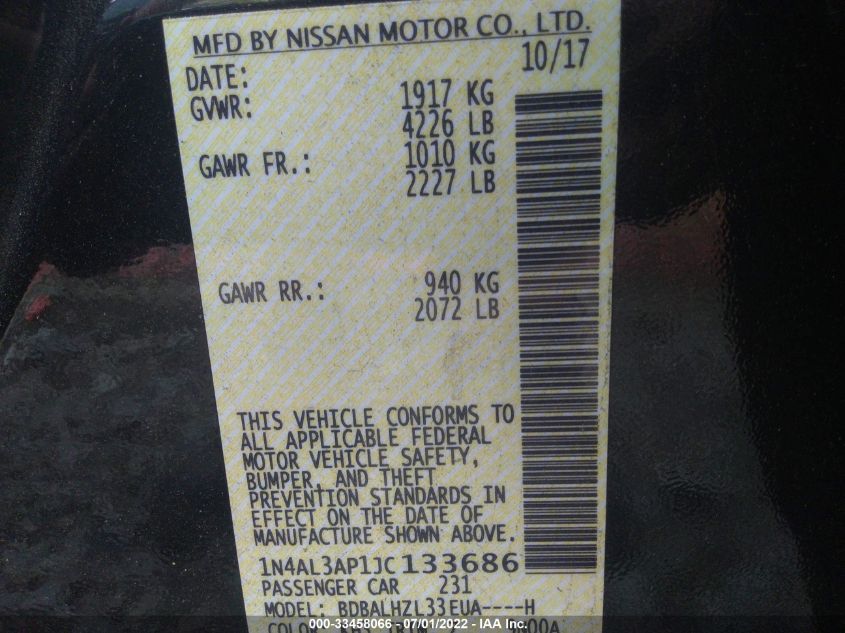 MFD BY NISSAN MOTOR CO., LTD.
DATE: 10/17
GVWR: 1917 KG
4226 LB
GAWR FR.: 1010 KG
2227 LB
GAWR RR.: 940 KG
2072 LB
THIS VEHICLE CONFORMS TO
ALL APPLICABLE FEDERAL
MOTOR VEHICLE SAFETY,
BUMPER, AND THEFT
PREVENTION STANDARDS IN
EFFECT ON THE DATE OF
MANUFACTURE SHOWN ABOVE.
1N4AL3AP1JC133686
PASSENGER CAR 231
MODEL: BDBALHZL33EUA----H
COLOR
000-33458066 - 07/01/2022 - IAA Inc.